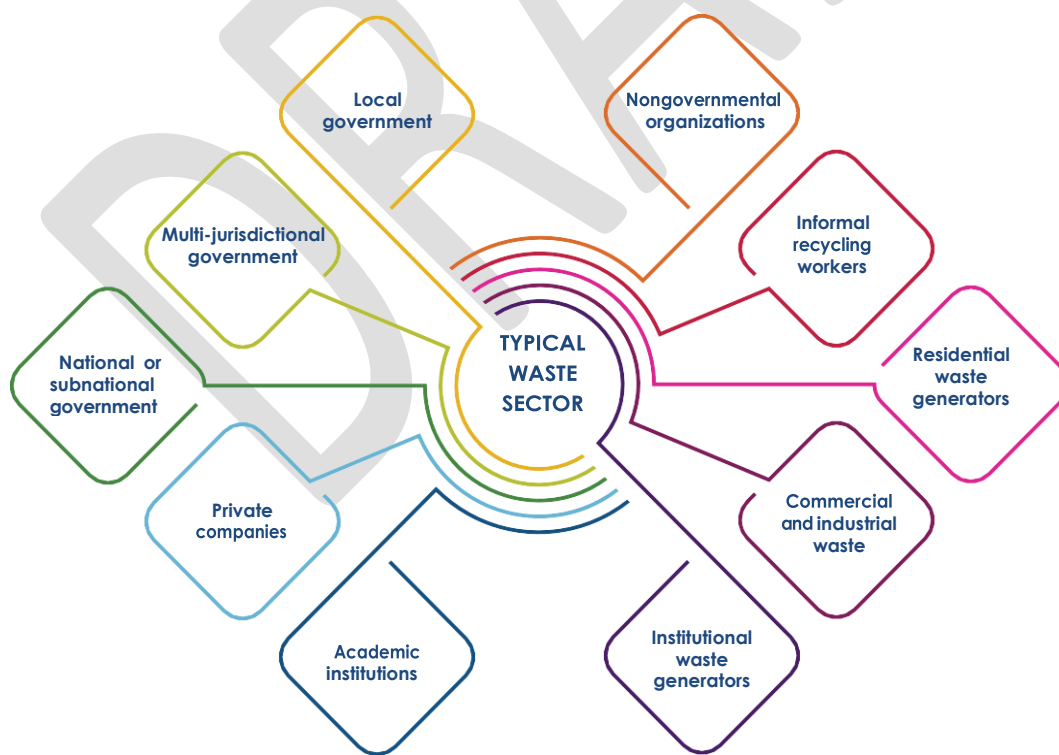 DRA
Local
government
Nongovernmental
organizations
Multi-jurisdictional
government
Informal
recycling
workers
National or
subnational
government
TYPICAL
WASTE
SECTOR
Residential
waste
generators
Private
companies
Commercial
and industrial
waste
Academic
institutions
Institutional
waste
generators